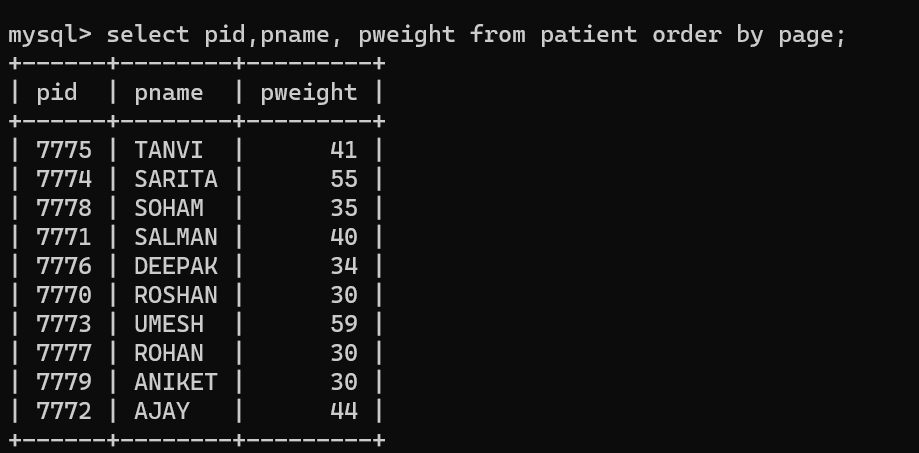 mysql> select pid,pname, pweight from patient order by page;
+------+--------+---------+
| pid  | pname  | pweight |
+------+--------+---------+
| 7775 | TANVI  |      41 |
| 7774 | SARITA |      55 |
| 7778 | SOHAM  |      35 |
| 7771 | SALMAN |      40 |
| 7776 | DEEPAK |      34 |
| 7770 | ROSHAN |      30 |
| 7773 | UMESH  |      59 |
| 7777 | ROHAN  |      30 |
| 7779 | ANIKET |      30 |
| 7772 | AJAY   |      44 |
+------+--------+---------+